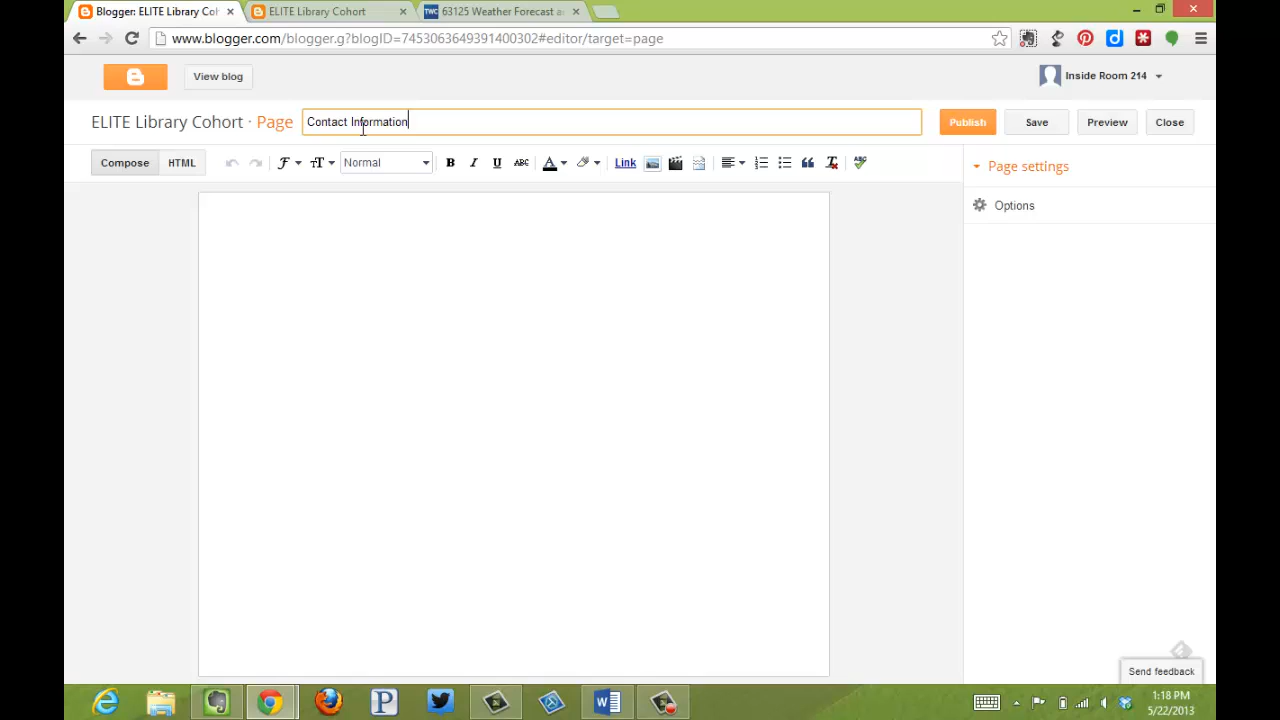 Blogger: ELITE Library Coh
ELITE Library Cohort
63125 Weather Forecast a
www.blogger.com/blogger.g?blogID=7453063649391400302#editor/target=page
View blog
Inside Room 214
ELITE Library Cohort · Page
Contact Information
Publish
Save
Preview
Close
Compose
HTML
Normal
B
I
U
ABC
A
Link
Page settings
Options
Send feedback
1:18 PM
5/22/2013